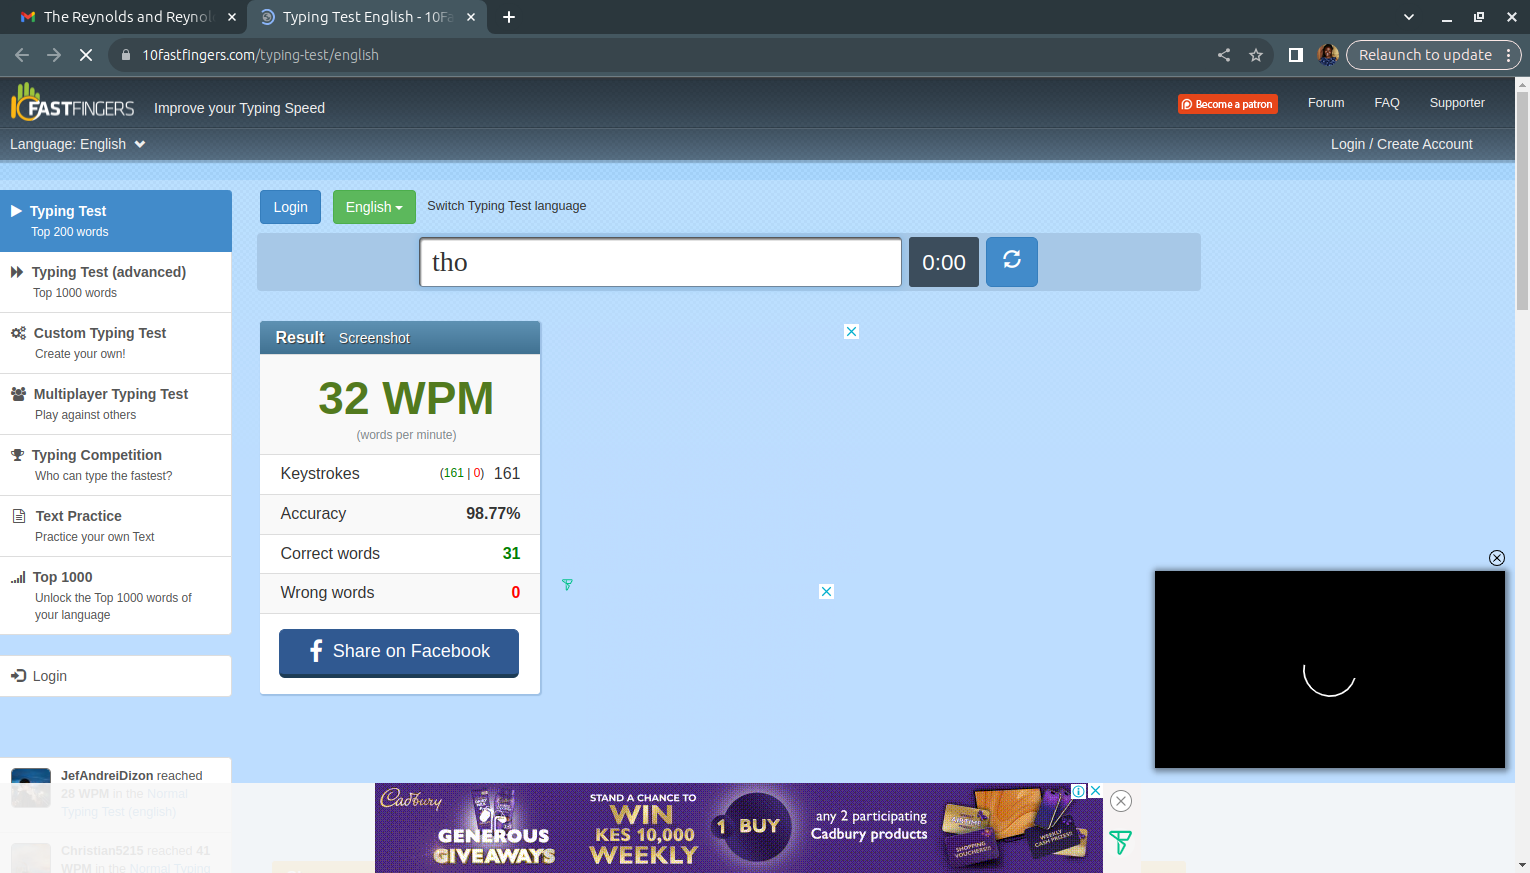 The Reynolds and Reynol
Typing Test English - 10Fa
10fastfingers.com/typing-test/english
Relaunch to update
10FASTFINGERS
Improve your Typing Speed
Become a patron
Forum
FAQ
Supporter
Language: English
Login / Create Account
Typing Test
Top 200 words
Typing Test (advanced)
Top 1000 words
Custom Typing Test
Create your own!
Multiplayer Typing Test
Play against others
Typing Competition
Who can type the fastest?
Text Practice
Practice your own Text
Top 1000
Unlock the Top 1000 words of
your language
Login
Login
English
Switch Typing Test language
tho
0:00
Result
Screenshot
32 WPM
(words per minute)
Keystrokes (161 | 0) 161
Accuracy 98.77%
Correct words 31
Wrong words 0
Share on Facebook
JefAndreiDizon reached
28 WPM in the Normal
Typing Test (english)
Christian5215 reached 41
WPM in the Normal Typing
Cadbury
GENEROUS
GIVEAWAYS
STAND A CHANCE TO
WIN
KES 10,000
WEEKLY
1 BUY
any 2 participating
Cadbury products
SHOPPING
VOUCHERS!!
WEEKLY
CASH PRIZES!!